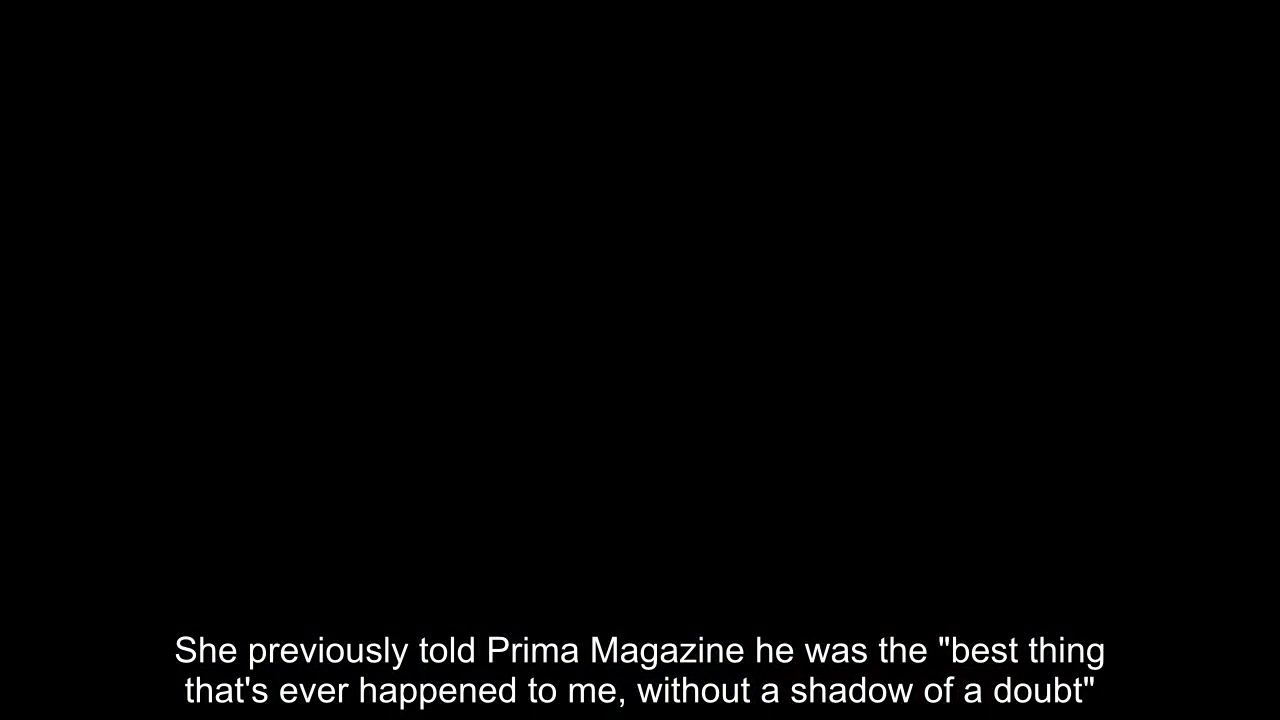 She previously told Prima Magazine he was the "best thing
that's ever happened to me, without a shadow of a doubt"